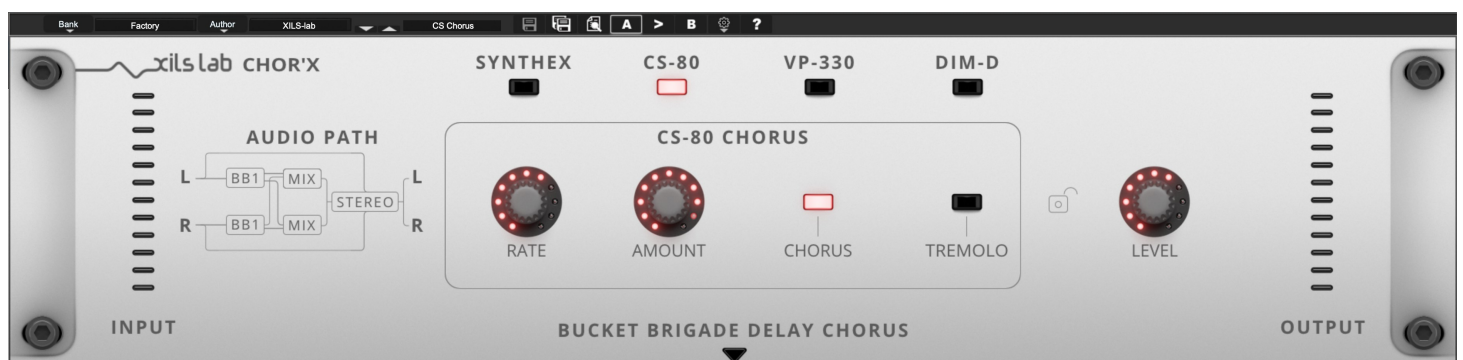 Bank Factory Author XILS-lab CS Chorus A > B ?
xils lab CHOR'X
SYNTHEX CS-80 VP-330 DIM-D
AUDIO PATH
L BB1 MIX L
STEREO
R BB1 MIX R
CS-80 CHORUS
RATE AMOUNT CHORUS TREMOLO LEVEL
INPUT BUCKET BRIGADE DELAY CHORUS OUTPUT